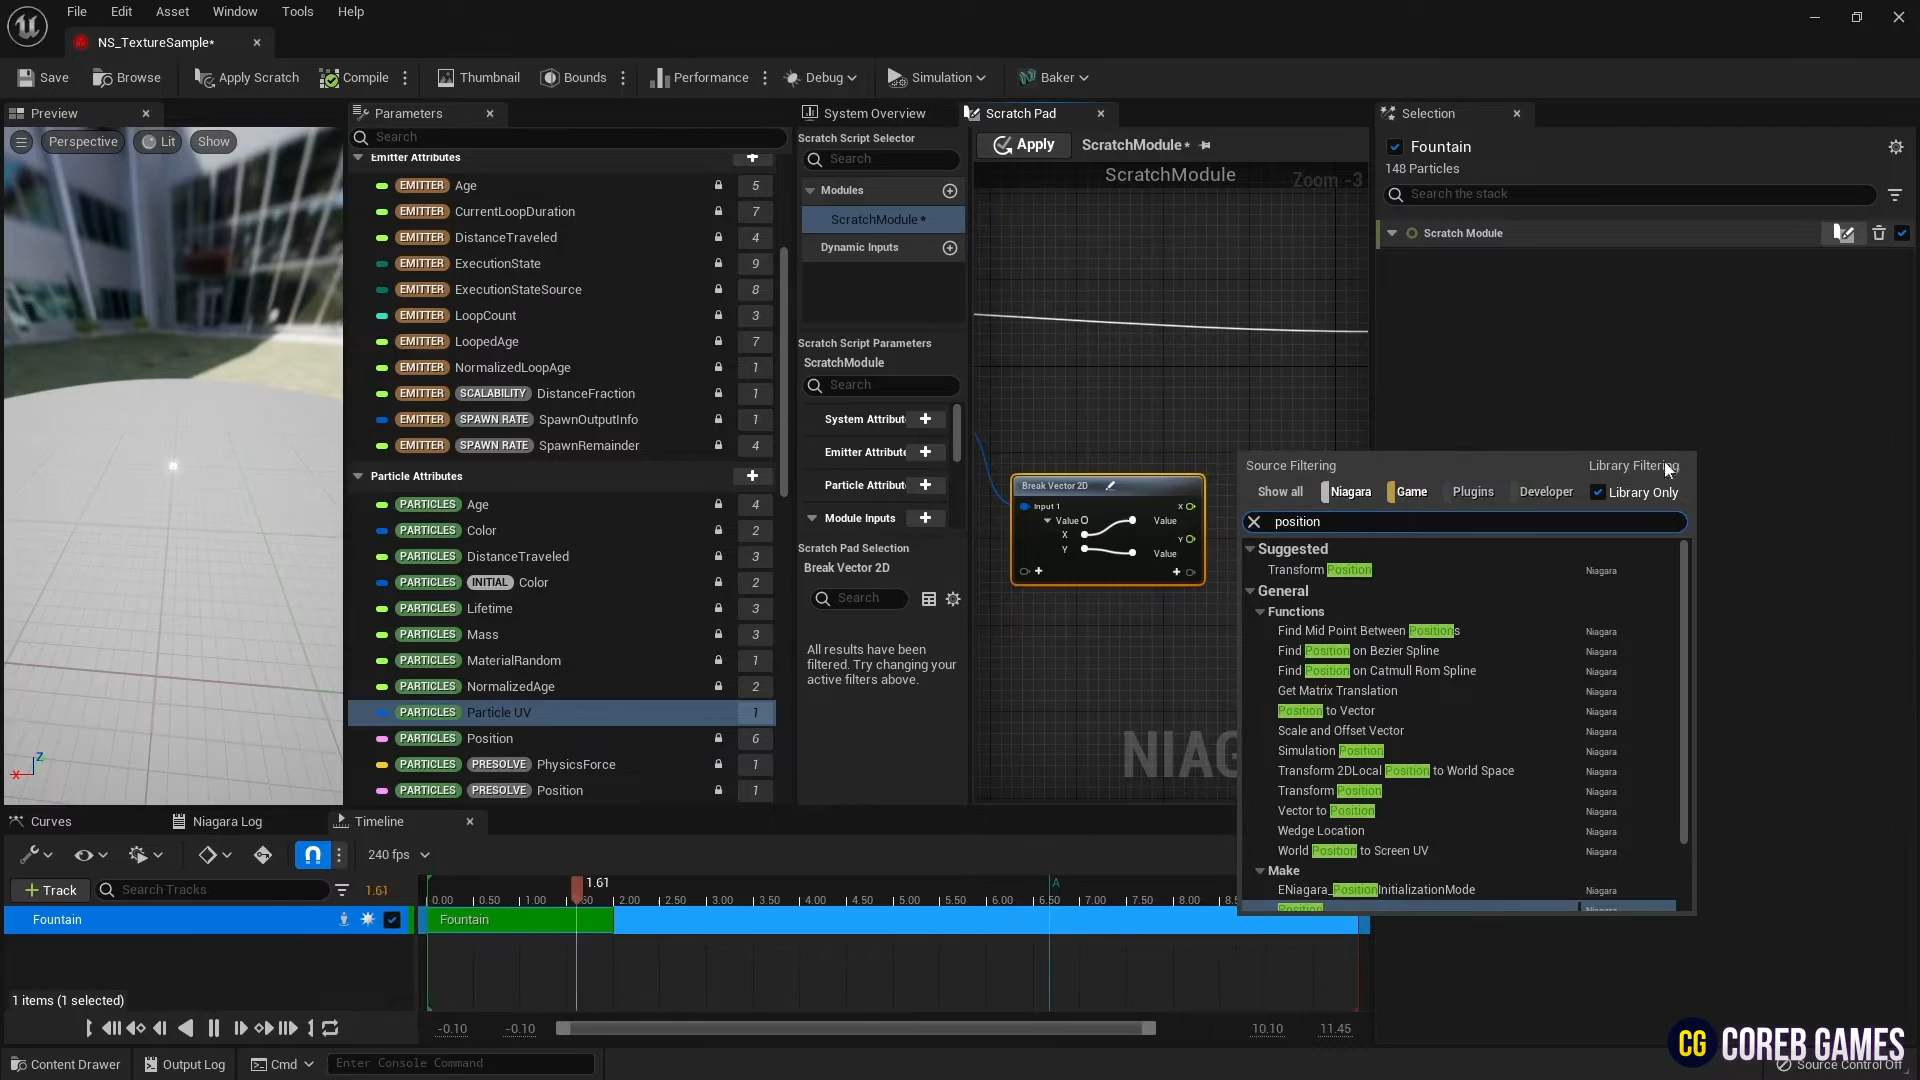 File Edit Asset Window Tools Help
NS_TextureSample*
Save Browse Apply Scratch Compile Thumbnail Bounds Performance Debug Simulation Baker
Preview
Perspective Lit Show
X Z
Parameters
Search
Emitter Attributes
EMITTER Age 5
EMITTER CurrentLoopDuration 7
EMITTER DistanceTraveled 4
EMITTER ExecutionState 9
EMITTER ExecutionStateSource 8
EMITTER LoopCount 3
EMITTER LoopedAge 7
EMITTER NormalizedLoopAge 1
EMITTER SCALABILITY DistanceFraction 1
EMITTER SPAWN RATE SpawnOutputInfo 1
EMITTER SPAWN RATE SpawnRemainder 4
Particle Attributes
PARTICLES Age 4
PARTICLES Color 2
PARTICLES DistanceTraveled 3
PARTICLES INITIAL Color 2
PARTICLES Lifetime 3
PARTICLES Mass 3
PARTICLES MaterialRandom 1
PARTICLES NormalizedAge 2
PARTICLES Particle UV 1
PARTICLES Position 6
PARTICLES PRESOLVE PhysicsForce 1
PARTICLES PRESOLVE Position 1
System Overview
Scratch Pad
Scratch Script Selector
Search
Modules
ScratchModule*
Dynamic Inputs
Scratch Script Parameters
ScratchModule
Search
System Attribut
Emitter Attribut
Particle Attribut
Module Inputs
Scratch Pad Selection
Break Vector 2D
Search
All results have been
filtered. Try changing your
active filters above.
Apply ScratchModule*
ScratchModule
Zoom -3
Break Vector 2D
Input 1 X
Value Value
X
Y Y
Value
NIAG
Selection
Fountain
148 Particles
Search the stack
Scratch Module
Source Filtering Library Filtering
Show all Niagara Game Plugins Developer Library Only
position
Suggested
Transform Position Niagara
General
Functions
Find Mid Point Between Positions Niagara
Find Position on Bezier Spline Niagara
Find Position on Catmull Rom Spline Niagara
Get Matrix Translation Niagara
Position to Vector Niagara
Scale and Offset Vector Niagara
Simulation Position Niagara
Transform 2DLocal Position to World Space Niagara
Transform Position Niagara
Vector to Position Niagara
Wedge Location Niagara
World Position to Screen UV Niagara
Make
ENiagara_PositionInitializationMode Niagara
Position Niagara
Curves Niagara Log Timeline
240 fps
Track Search Tracks 1.61
1.61 A
0.00 0.50 1.00 1.50 2.00 2.50 3.00 3.50 4.00 4.50 5.00 5.50 6.00 6.50 7.00 7.50 8.00 8.5
Fountain
Fountain
1 items (1 selected)
-0.10 -0.10 10.10 11.45
Content Drawer Output Log Cmd Enter Console Command
CG COREB GAMES
Source Control Off